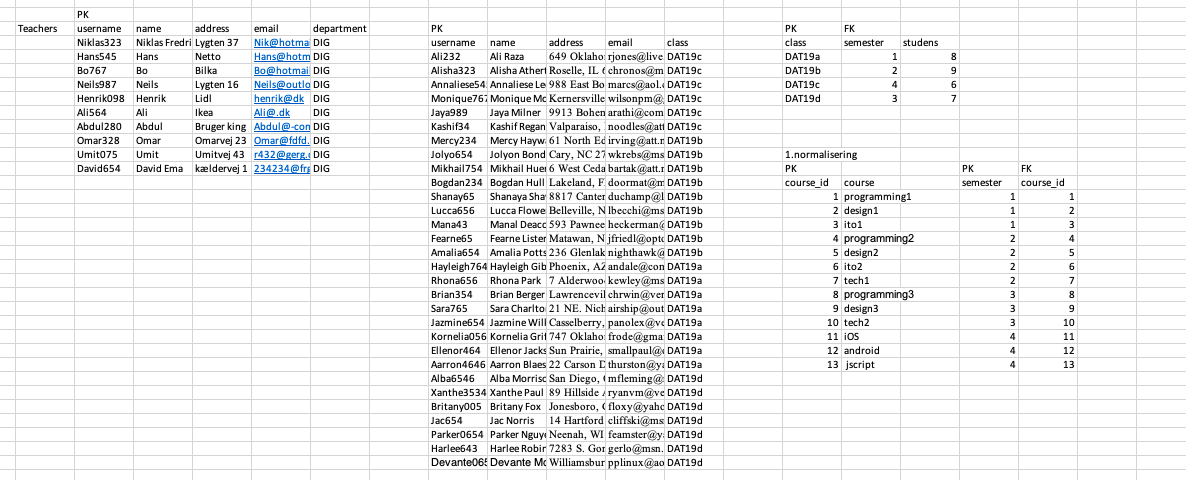 PK
Teachers username name address email department PK PK FK
Niklas323 Niklas Fredri Lygten 37 Nik@hotma DIG username name address email class class semester studens
Hans545 Hans Netto Hans@hotm DIG Ali232 Ali Raza 649 Oklaho rjones@live DAT19c DAT19a 1 8
Bo767 Bo Bilka Bo@hotmai DIG Alisha323 Alisha Athert Roselle, IL chronos@m DAT19c DAT19b 2 9
Neils987 Neils Lygten 16 Neils@outlo DIG Annaliese54 Annaliese Le 988 East Bo marcs@aol. DAT19c DAT19c 4 6
Henrik098 Henrik Lidl henrik@dk DIG Monique767 Monique Mc Kernersville wilsonpm@ DAT19c DAT19d 3 7
Ali564 Ali Ikea Ali@.dk DIG Jaya989 Jaya Milner 9913 Bohen arathi@com DAT19c
Abdul280 Abdul Bruger king Abdul@-con DIG Kashif34 Kashif Regan Valparaiso, noodles@att DAT19c
Omar328 Omar Omarvej 23 Omar@fdfd. DIG Mercy234 Mercy Hayw 61 North Ed irving@att.n DAT19b
Umit075 Umit Umitvej 43 r432@gerg. DIG Jolyo654 Jolyon Bond Cary, NC 27 wkrebs@ms DAT19b 1.normalisering
David654 David Ema kældervej 1 234234@frg DIG Mikhail754 Mikhail Huer 6 West Ceda bartak@att.r DAT19b PK PK FK
Bogdan234 Bogdan Hull Lakeland, F doormat@m DAT19b course_id course semester course_id
Shanay65 Shanaya Sha 8817 Canter duchamp@l DAT19b 1 programming1 1 1
Lucca656 Lucca Flowe Belleville, N lbecchi@ms DAT19b 2 design1 1 2
Mana43 Manal Deacc 593 Pawnee heckerman@ DAT19b 3 ito1 1 3
Fearne65 Fearne Lister Matawan, N jfriedl@opto DAT19b 4 programming2 2 4
Amalia654 Amalia Potts 236 Glenlak nighthawk@ DAT19b 5 design2 2 5
Hayleigh764 Hayleigh Gib Phoenix, AZ andale@con DAT19a 6 ito2 2 6
Rhona656 Rhona Park 7 Alderwoo kewley@ms DAT19a 7 tech1 2 7
Brian354 Brian Berger Lawrencevil chrwin@ver DAT19a 8 programming3 3 8
Sara765 Sara Charlto 21 NE. Nich airship@out DAT19a 9 design3 3 9
Jazmine654 Jazmine Will Casselberry, panolex@ve DAT19a 10 tech2 3 10
Kornelia056 Kornelia Grif 747 Oklaho frode@gma DAT19a 11 iOS 4 11
Ellenor464 Ellenor Jacks Sun Prairie, smallpaul@ DAT19a 12 android 4 12
Aarron4646 Aarron Blaes 22 Carson D thurston@ya DAT19a 13 jscript 4 13
Alba6546 Alba Morrisc San Diego, mfleming@ DAT19d
Xanthe3534 Xanthe Paul 89 Hillside ryanvm@ve DAT19d
Britany005 Britany Fox Jonesboro, floxy@yaho DAT19d
Jac654 Jac Norris 14 Hartford cliffski@ms DAT19d
Parker0654 Parker Nguye Neenah, WI feamster@y DAT19d
Harlee643 Harlee Robir 7283 S. Gor gerlo@msn. DAT19d
Devante065 Devante Mc Williamsbur pplinux@ao DAT19d